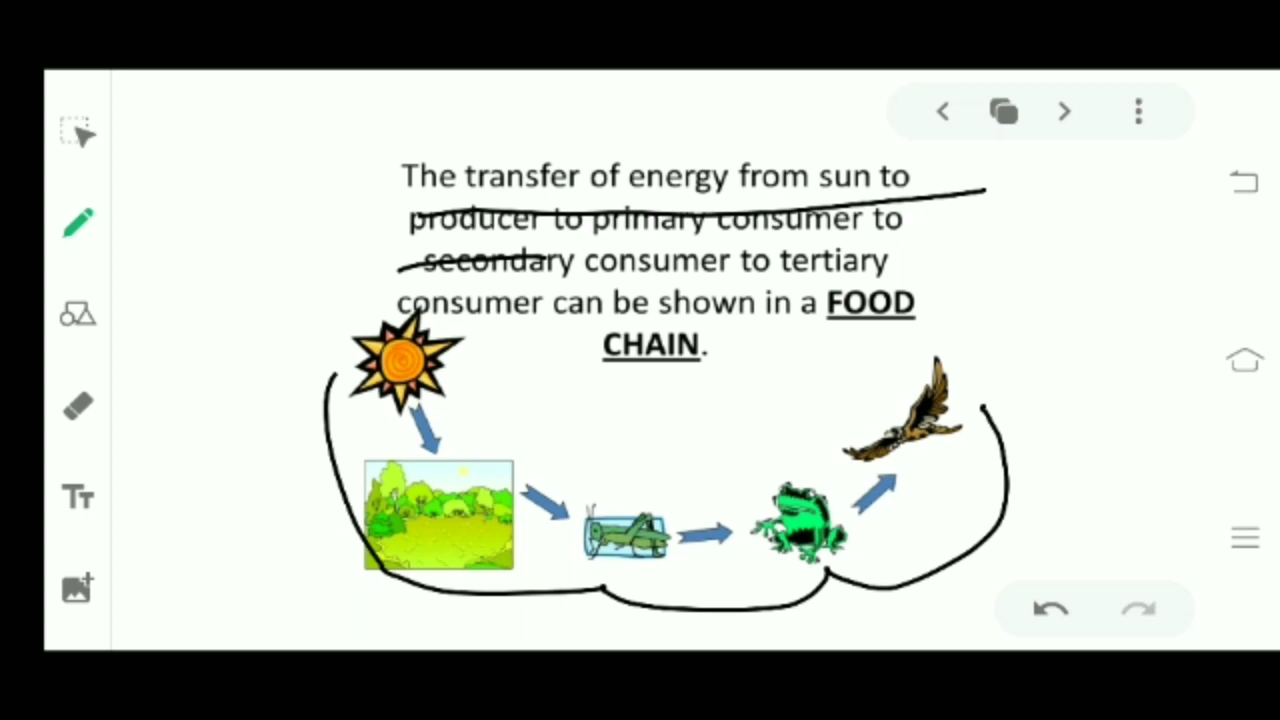 The transfer of energy from sun to
producer to primary consumer to
secondary consumer to tertiary
consumer can be shown in a FOOD
CHAIN.
TT